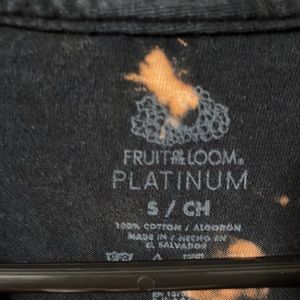 FRUIT OF THE LOOM®
PLATINUM
S / CH
100% COTTON / ALGODÓN
MADE IN / HECHO EN
EL SALVADOR